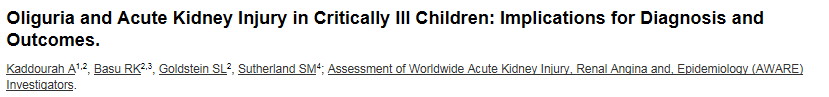 Oliguria and Acute Kidney Injury in Critically Ill Children: Implications for Diagnosis and
Outcomes.
Kaddourah A1,2, Basu RK2,3, Goldstein SL2, Sutherland SM4; Assessment of Worldwide Acute Kidney Injury, Renal Angina and, Epidemiology (AWARE)
Investigators.